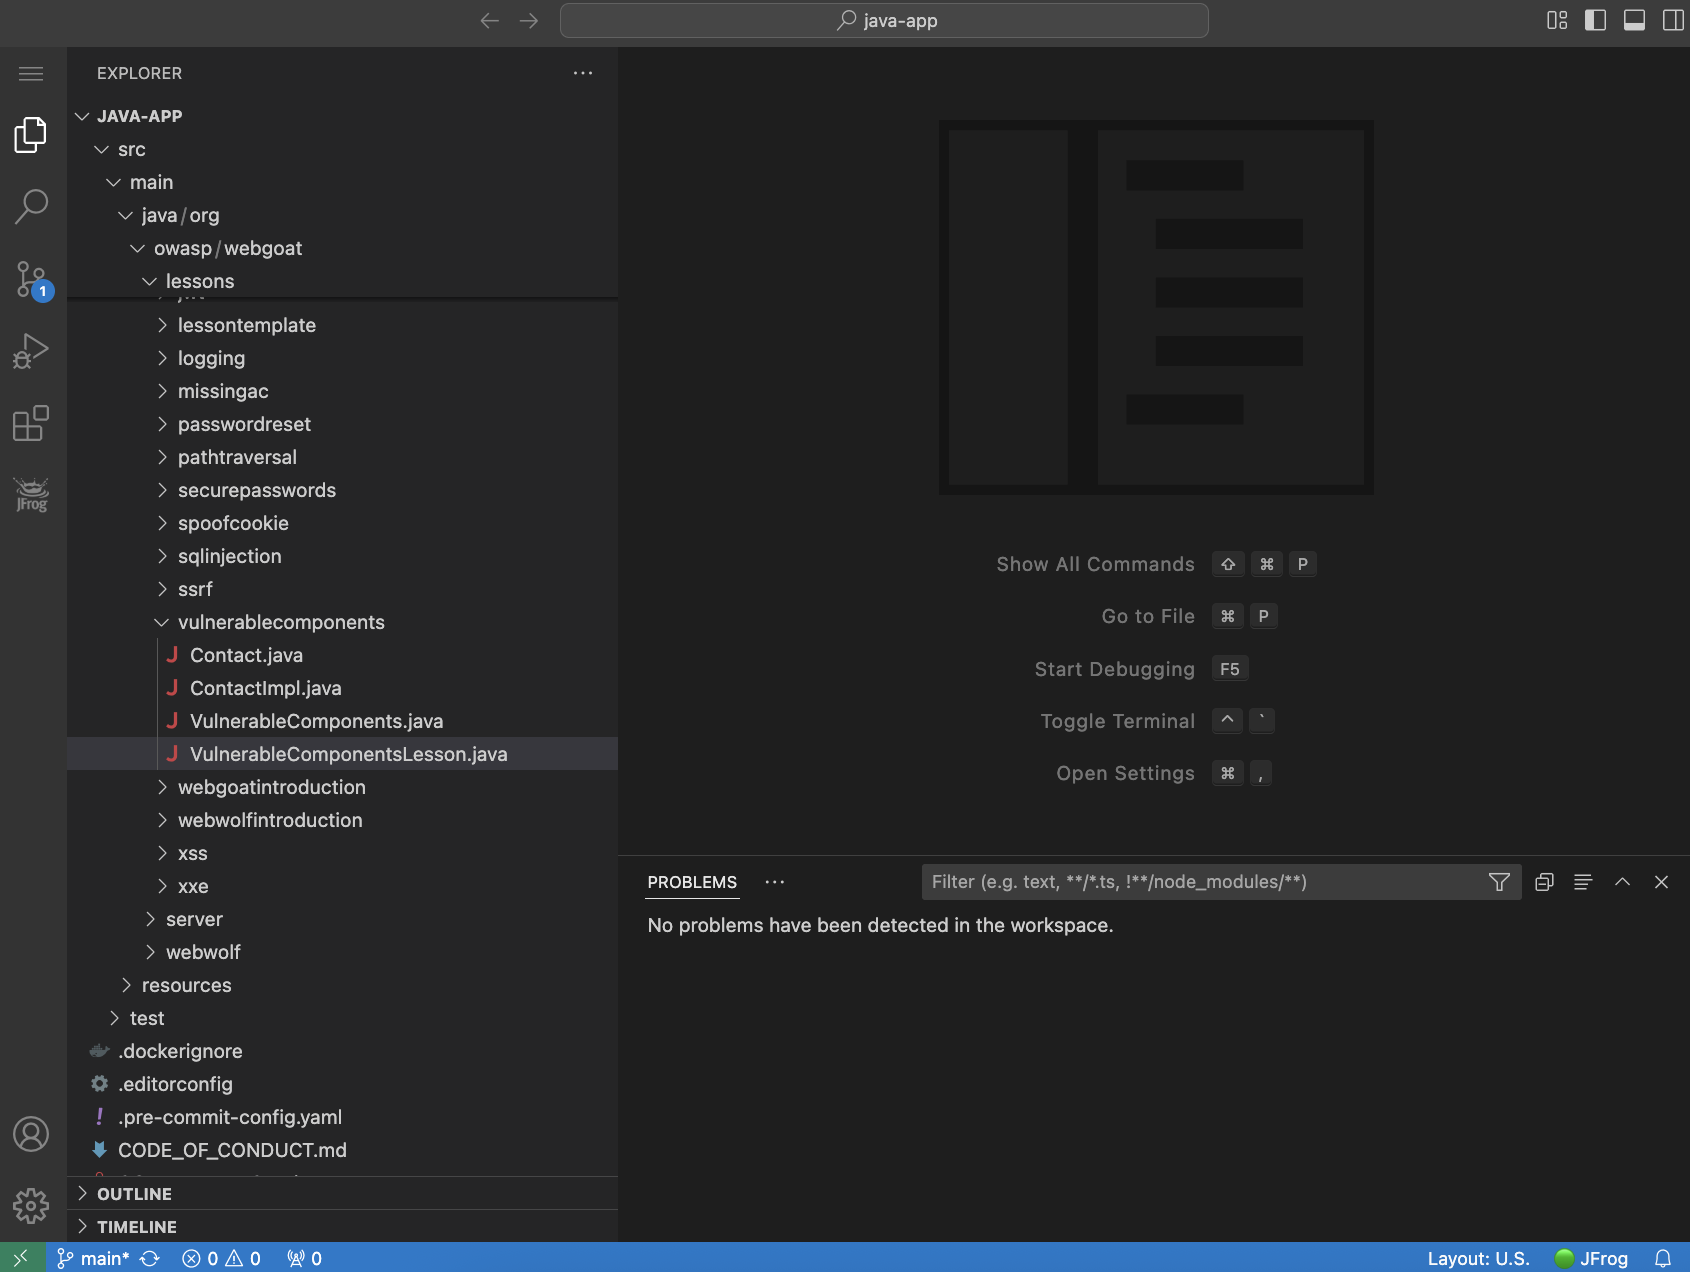 java-app
EXPLORER
JAVA-APP
src
main
java/org
owasp/webgoat
lessons
lessontemplate
logging
missingac
passwordreset
pathtraversal
securepasswords
spoofcookie
sqlinjection
ssrf
vulnerablecomponents
J Contact.java
J ContactImpl.java
J VulnerableComponents.java
J VulnerableComponentsLesson.java
webgoatintroduction
webwolfintroduction
xss
xxe
server
webwolf
resources
test
.dockerignore
.editorconfig
! .pre-commit-config.yaml
CODE_OF_CONDUCT.md
OUTLINE
TIMELINE
1
JFrog
Show All Commands ⇧ ⌘ P
Go to File ⌘ P
Start Debugging F5
Toggle Terminal ^ `
Open Settings ⌘ ,
PROBLEMS
Filter (e.g. text, **/*.ts, !**/node_modules/**)
No problems have been detected in the workspace.
main* 0 0 0 Layout: U.S. JFrog